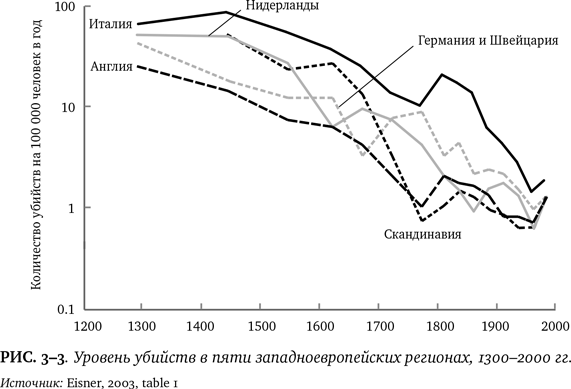 100
10
1
0.1
Количество убийств на 100 000 человек в год
Нидерланды
Италия
Германия и Швейцария
Англия
Скандинавия
1200 1300 1400 1500 1600 1700 1800 1900 2000
РИС. 3–3. Уровень убийств в пяти западноевропейских регионах, 1300–2000 гг.
Источник: Eisner, 2003, table 1